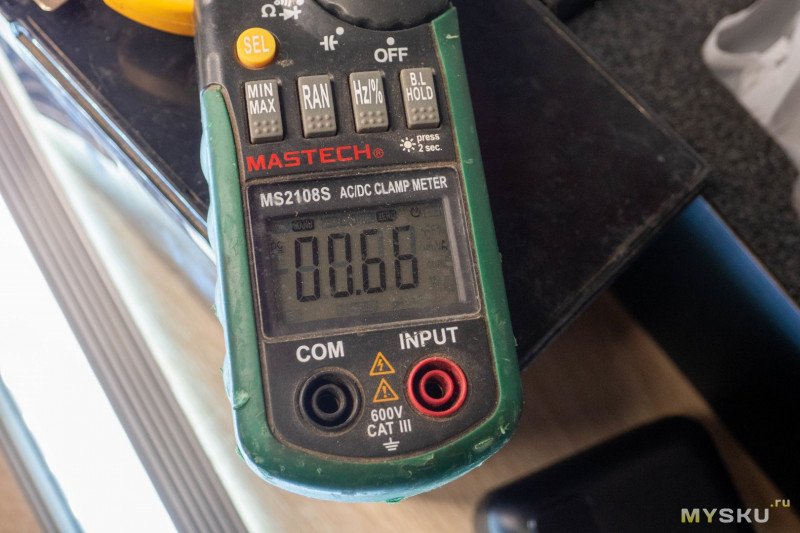 Ω
SEL
OFF
MIN
MAX
RAN
Hz/%
B.L
HOLD
press
2 sec.
MASTECH®
MS2108S AC/DC CLAMP METER
DC
00.66
COM
INPUT
600V
CAT III
MYSKU.ru